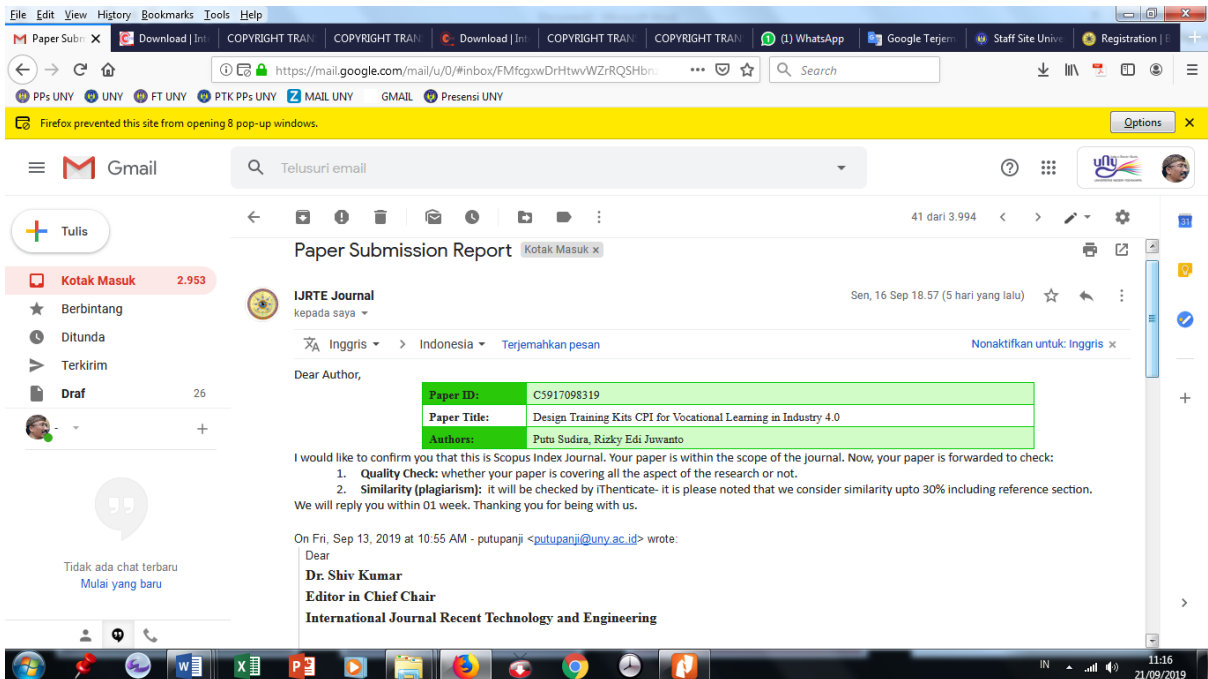 File Edit View History Bookmarks Tools Help
Paper Subm Download | Int COPYRIGHT TRAN COPYRIGHT TRAN Download | Int COPYRIGHT TRAN COPYRIGHT TRAN (1) WhatsApp Google Terjem Staff Site Unive Registration | E
https://mail.google.com/mail/u/0/#inbox/FMfcgxwDrHtwvWZrRQSHbn Search
PPs UNY UNY FT UNY PTK PPs UNY MAIL UNY GMAIL Presensi UNY
Firefox prevented this site from opening 8 pop-up windows. Options
Gmail Telusuri email
Tulis 41 dari 3.994
Paper Submission Report Kotak Masuk x
Kotak Masuk 2.953
IJRTE Journal Sen, 16 Sep 18.57 (5 hari yang lalu)
Berbintang
kepada saya
Ditunda
Inggris > Indonesia Terjemahkan pesan Nonaktifkan untuk: Inggris x
Terkirim
Dear Author,
Draf 26
Paper ID: C5917098319
Paper Title: Design Training Kits CPI for Vocational Learning in Industry 4.0
Authors: Putu Sudira, Rizky Edi Juwanto
I would like to confirm you that this is Scopus Index Journal. Your paper is within the scope of the journal. Now, your paper is forwarded to check:
1. Quality Check: whether your paper is covering all the aspect of the research or not.
2. Similarity (plagiarism): it will be checked by iThenticate- it is please noted that we consider similarity upto 30% including reference section.
We will reply you within 01 week. Thanking you for being with us.
On Fri, Sep 13, 2019 at 10:55 AM - putupanji <putupanji@uny.ac.id> wrote:
Dear
Dr. Shiv Kumar
Editor in Chief Chair
International Journal Recent Technology and Engineering
Tidak ada chat terbaru
Mulai yang baru
IN 11:16
21/09/2019